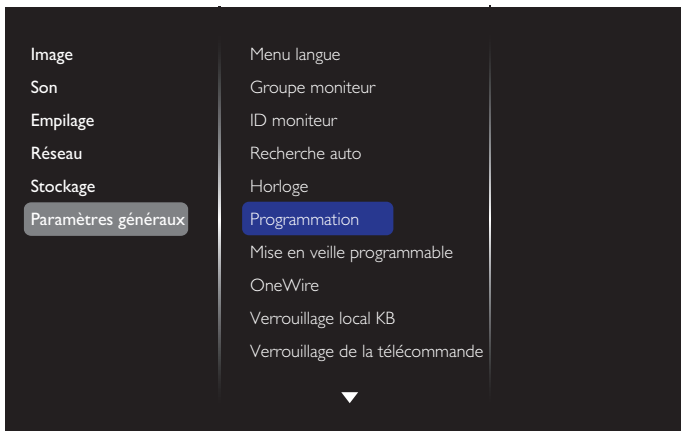 Image
Son
Empilage
Réseau
Stockage
Paramètres généraux
Menu langue
Groupe moniteur
ID moniteur
Recherche auto
Horloge
Programmation
Mise en veille programmable
OneWire
Verrouillage local KB
Verrouillage de la télécommande